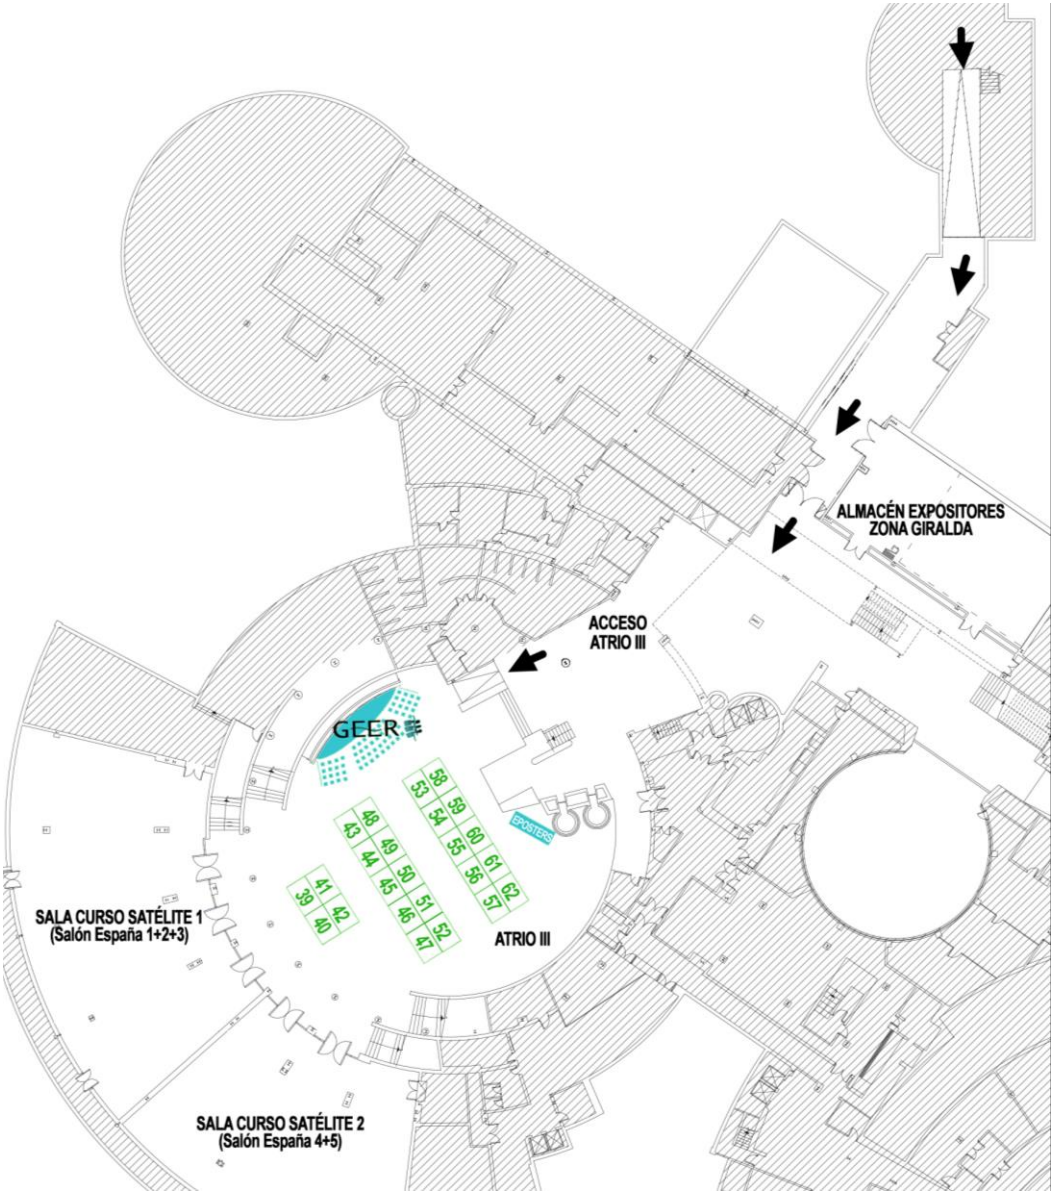 ALMACÉN EXPOSITORES
ZONA GIRALDA
ACCESO
ATRIO III
GEER
58
53
59
54
48
43
60
55
49
44
61
56
50
45
62
57
51
46
52
47
41
39
42
40
EPOSTERS
ATRIO III
SALA CURSO SATÉLITE 1
(Salón España 1+2+3)
SALA CURSO SATÉLITE 2
(Salón España 4+5)